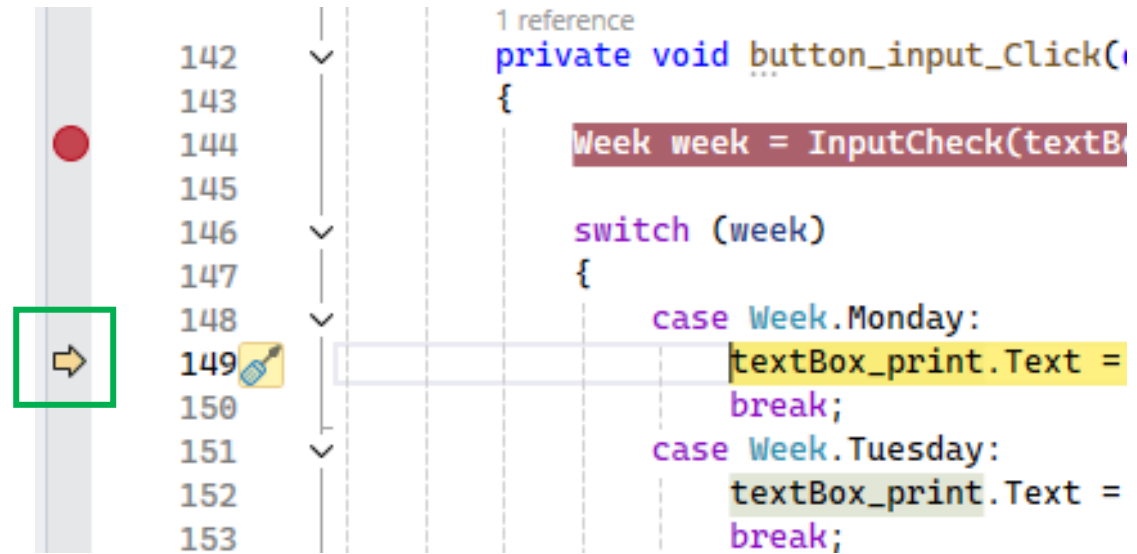 1 reference
142 private void button_input_Click(
143 {
144 Week week = InputCheck(textBo
145
146 switch (week)
147 {
148 case Week.Monday:
149 textBox_print.Text =
150 break;
151 case Week.Tuesday:
152 textBox_print.Text =
153 break;